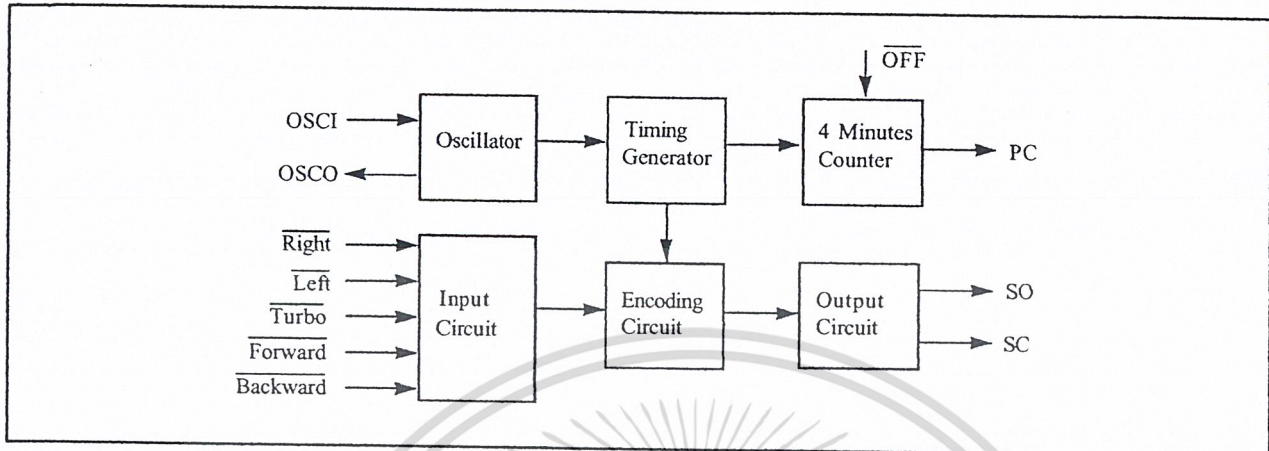 OFF
OSCI
OSCO
Oscillator
Timing
Generator
4 Minutes
Counter
PC
Right
Left
Turbo
Forward
Backward
Input
Circuit
Encoding
Circuit
Output
Circuit
SO
SC